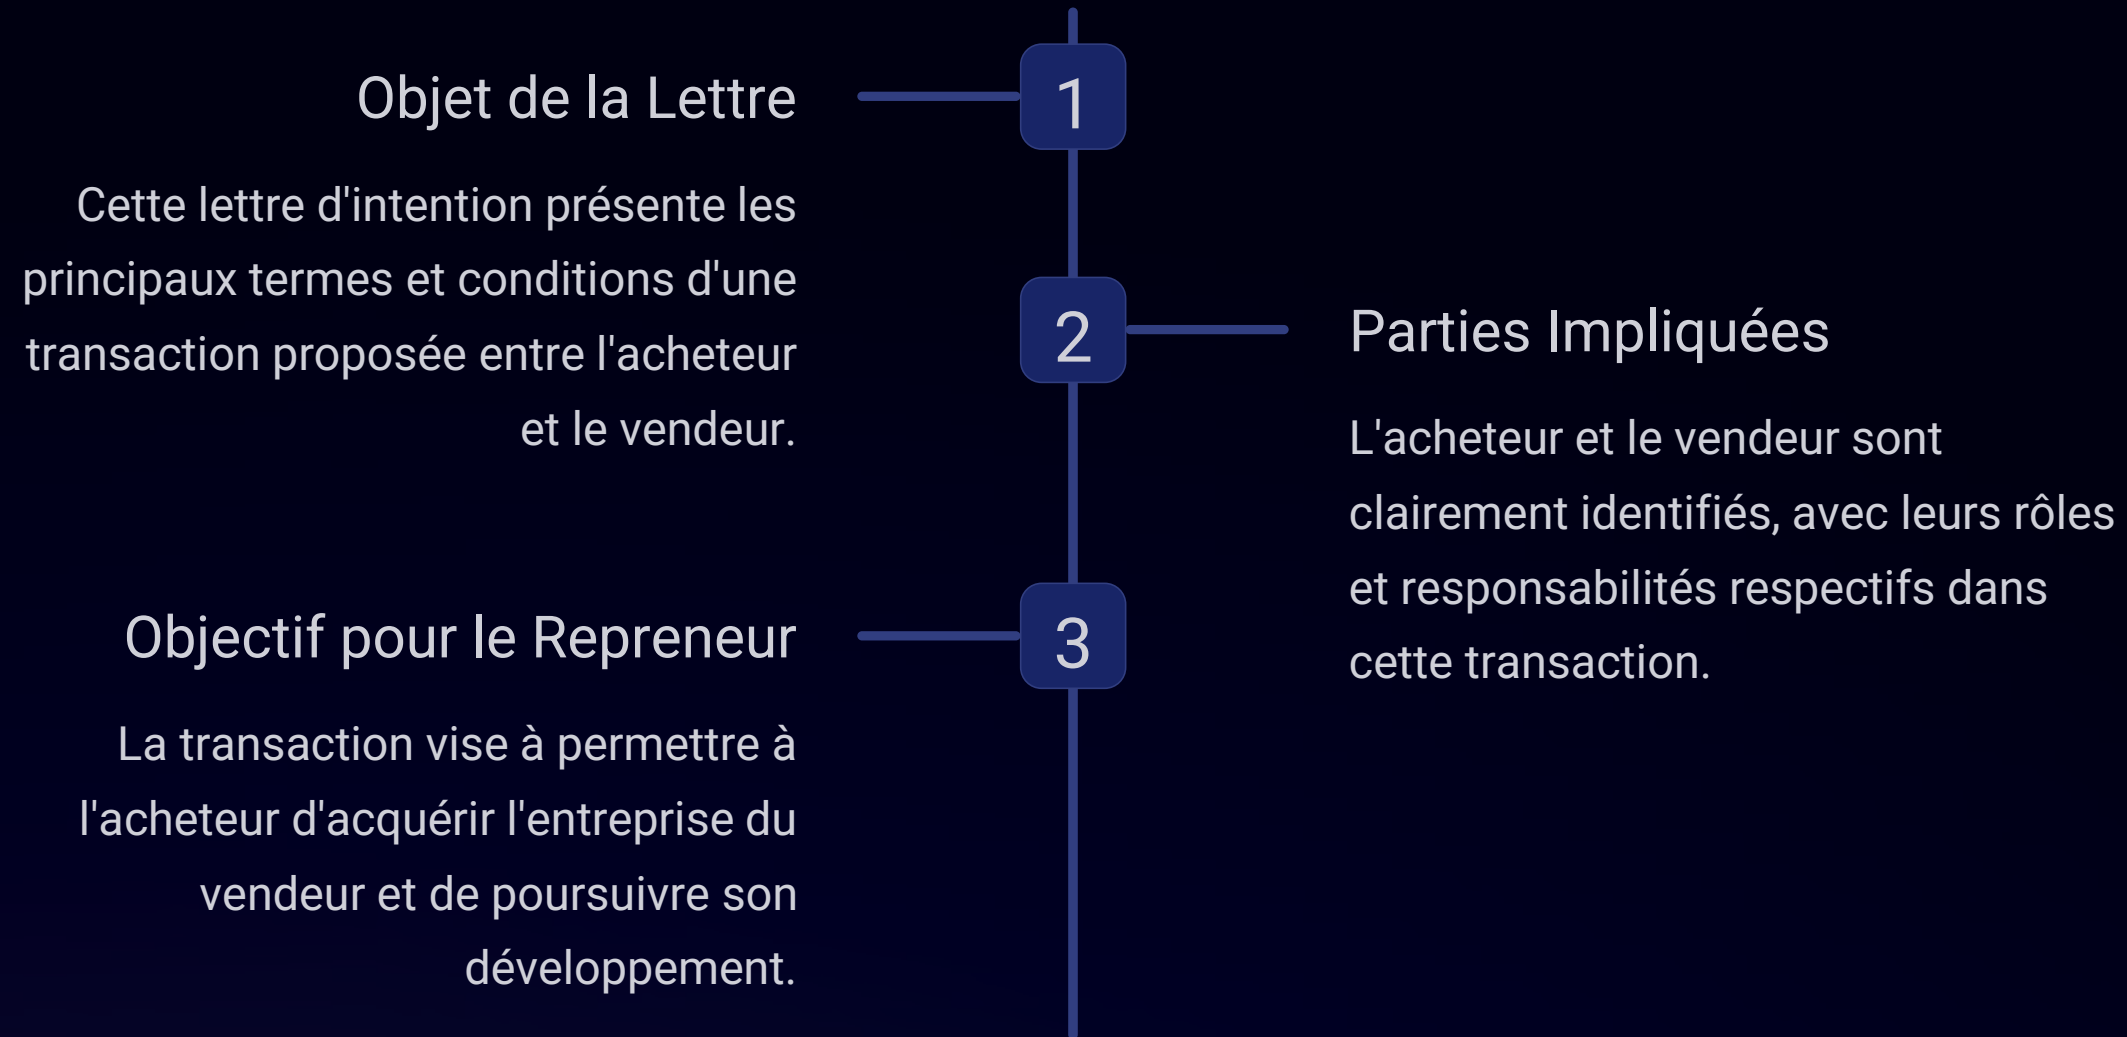 1
Objet de la Lettre
Cette lettre d'intention présente les
principaux termes et conditions d'une
transaction proposée entre l'acheteur
et le vendeur.
2
Parties Impliquées
L'acheteur et le vendeur sont
clairement identifiés, avec leurs rôles
et responsabilités respectifs dans
cette transaction.
3
Objectif pour le Repreneur
La transaction vise à permettre à
l'acheteur d'acquérir l'entreprise du
vendeur et de poursuivre son
développement.